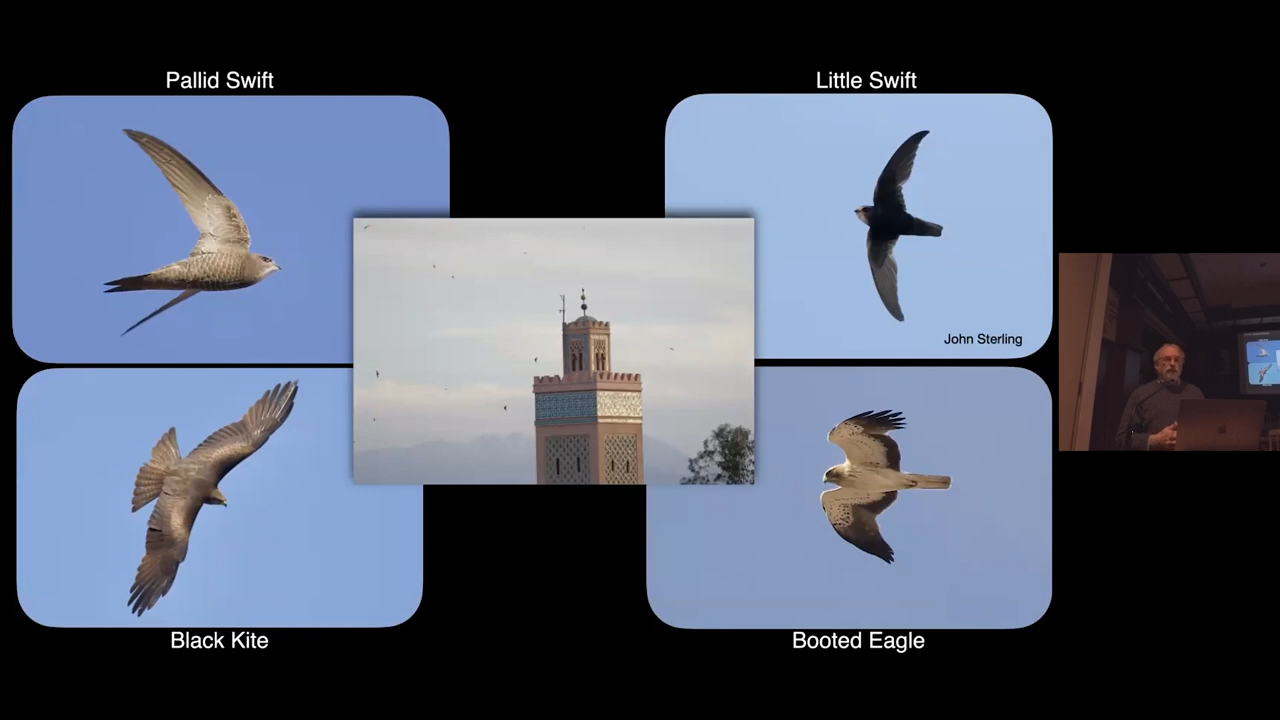 Pallid Swift
Little Swift
John Sterling
Black Kite
Booted Eagle